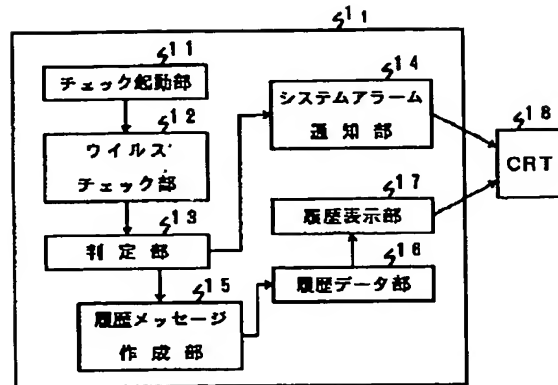 11
11
チェック起動部
12
ウイルス
チェック部
13
判定部
14
システムアラーム
通知部
15
履歴メッセージ
作成部
16
履歴データ部
17
履歴表示部
18
CRT